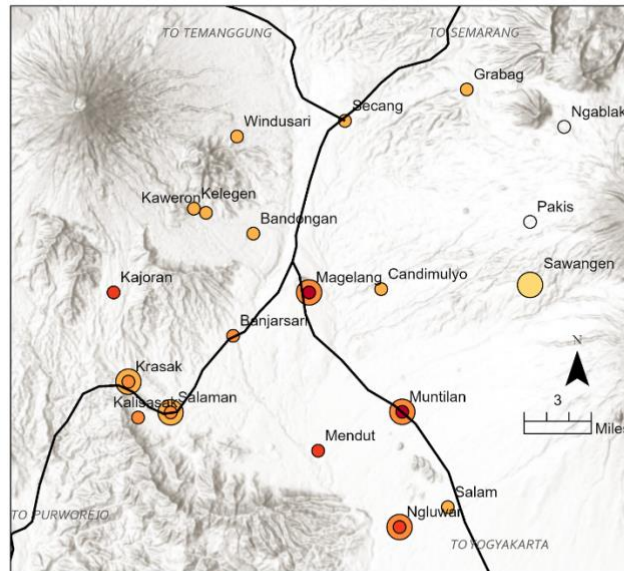 TO TEMANGGUNG
TO SEMARANG
Grabag
Secang
Ngablak
Windusari
Kaweron
Kelegen
Pakis
Bandongan
Sawangen
Kajoran
Magelang
Candimulyo
Banjarsari
N
Krasak
Salaman
Kalisasak
Muntilan
3
Miles
Mendut
Salam
Ngluwar
TO PURWOREJO
TO YOGYAKARTA